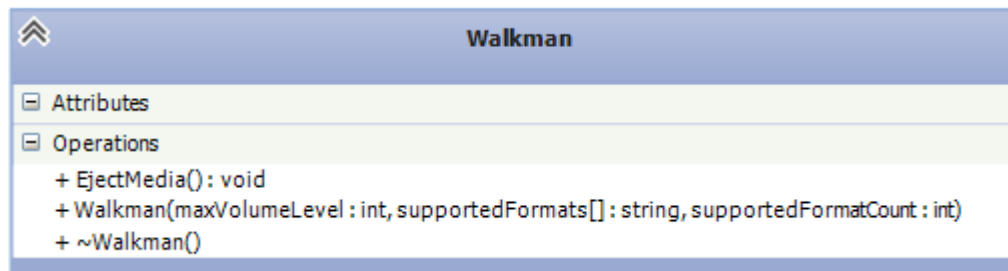 Walkman
Attributes
Operations
+ EjectMedia() : void
+ Walkman(maxVolumeLevel : int, supportedFormats[] : string, supportedFormatCount : int)
+ ~Walkman()